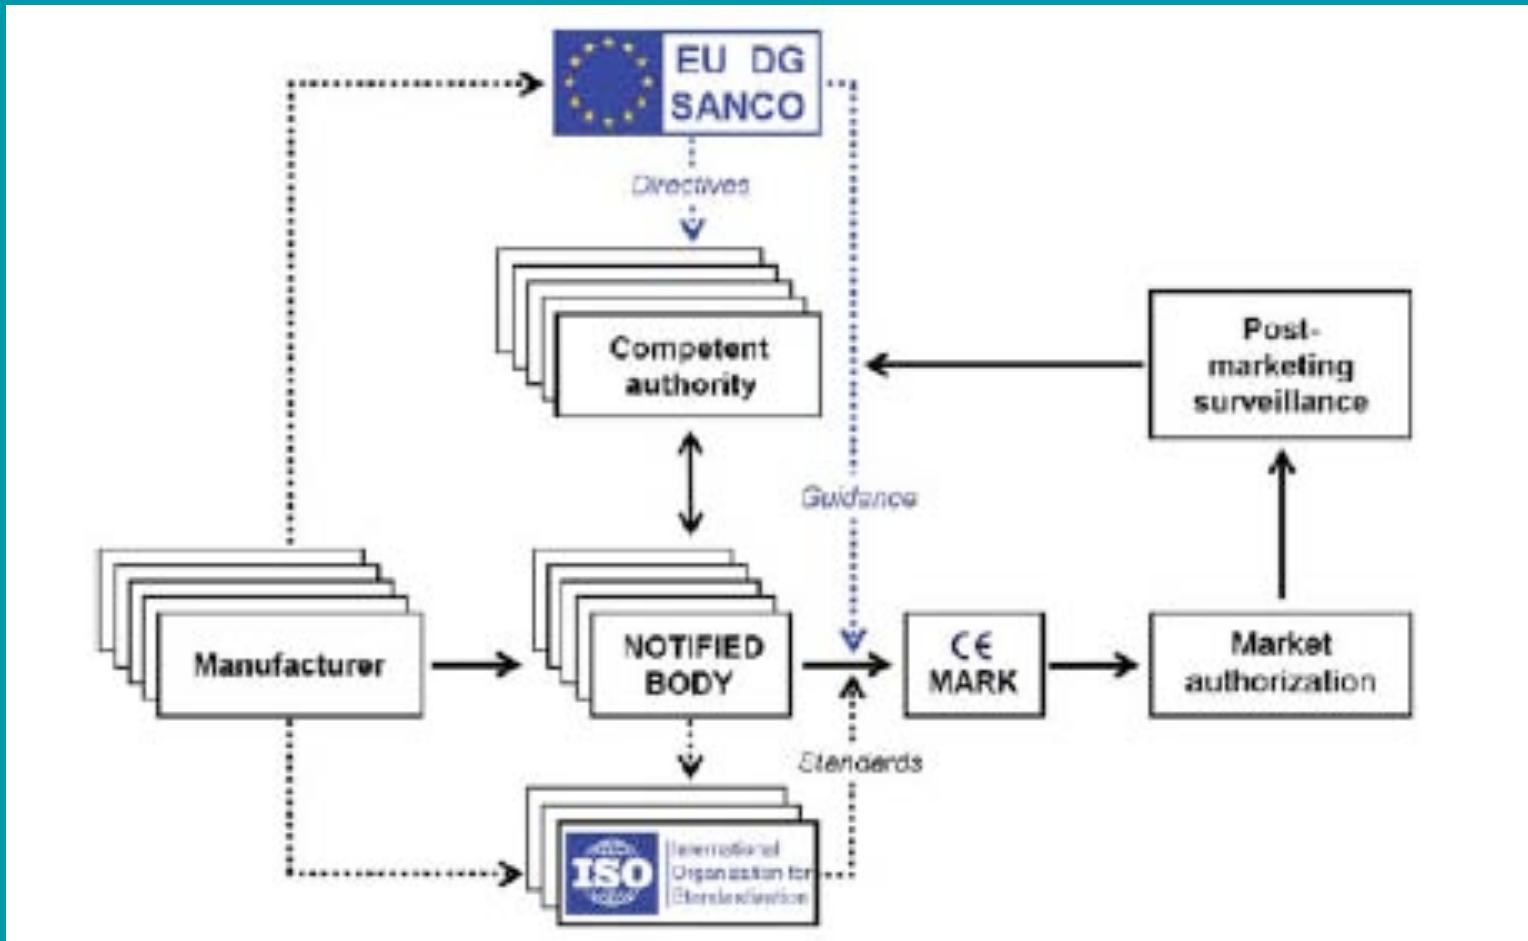 EU DG
SANCO
Directives
Competent
authority
Post-
marketing
surveillance
Guidance
Manufacturer
NOTIFIED
BODY
CE
MARK
Market
authorization
Standards
ISO
International
Organization for
Standardization